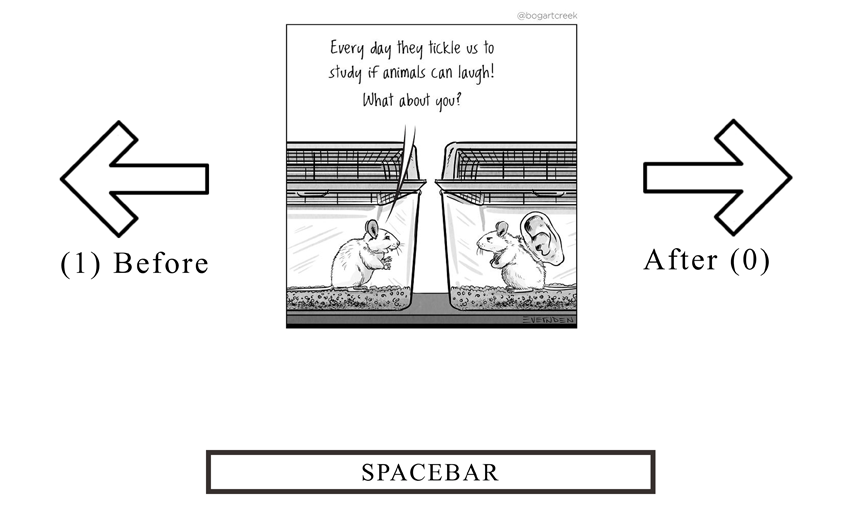 @bogartcreek
Every day they tickle us to
study if animals can laugh!
What about you?
(1) Before
After (0)
EVERNDEN
SPACEBAR